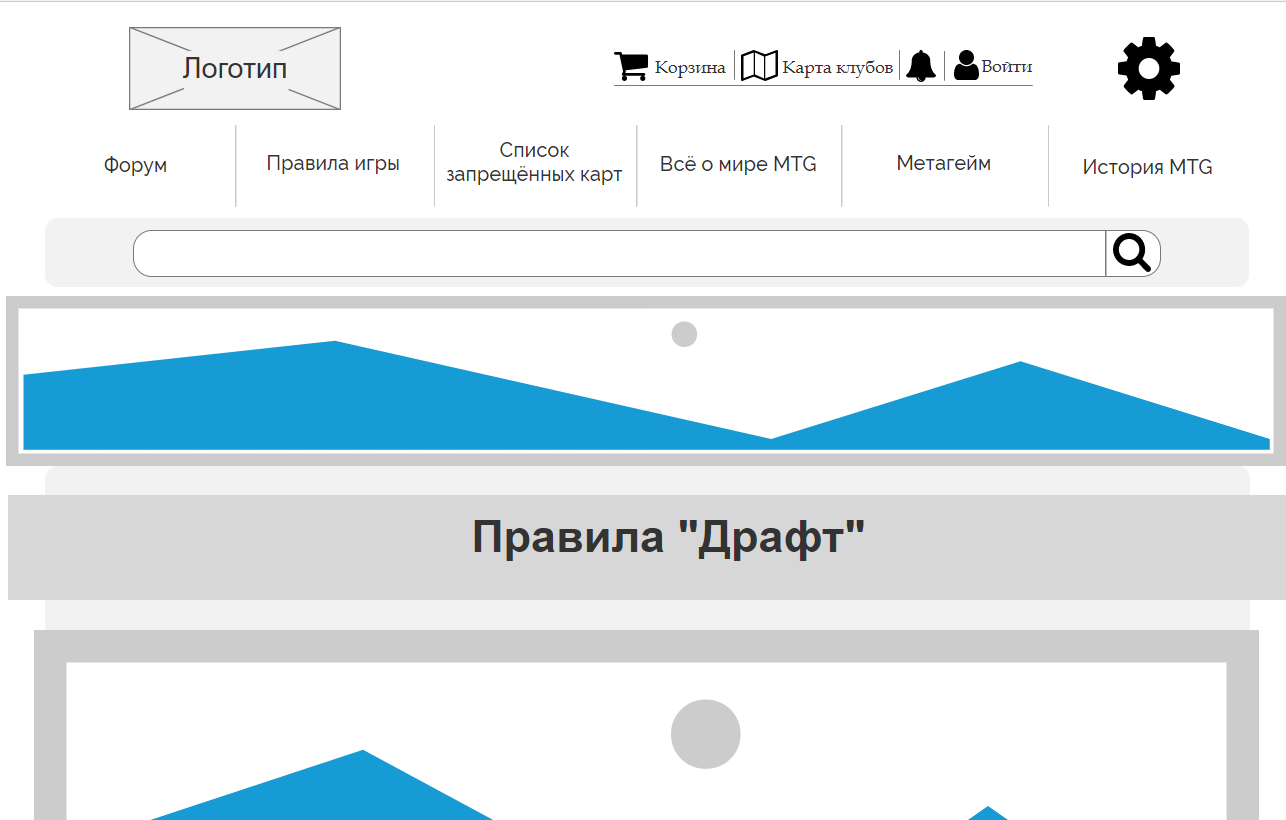 Логотип
Корзина
Карта клубов
Войти
Форум
Правила игры
Список
запрещённых карт
Всё о мире MTG
Метагейм
История MTG
Правила "Драфт"